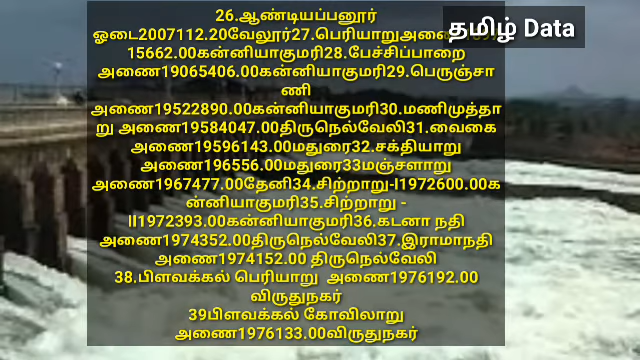 தமிழ் Data
26.ஆண்டியப்பனூர்
ஓடை2007112.20வேலூர்27.பெரியாறு
15662.00கன்னியாகுமரி28.பேச்சிப்பாறை
அணை19065406.00கன்னியாகுமரி29.பெருஞ்சா
ணி
அணை19522890.00கன்னியாகுமரி30.மணிமுத்தா
று அணை19584047.00திருநெல்வேலி31.வைகை
அணை19596143.00மதுரை32.சக்தியாறு
அணை196556.00மதுரை33மஞ்சளாறு
அணை1967477.00தேனி34.சிற்றாறு-I1972600.00க
ன்னியாகுமரி35.சிற்றாறு -
II1972393.00கன்னியாகுமரி36.கடனா நதி
அணை1974352.00திருநெல்வேலி37.இராமாநதி
அணை1974152.00 திருநெல்வேலி
38.பிளவக்கல் பெரியாறு அணை1976192.00
விருதுநகர்
39பிளவக்கல் கோவிலாறு
அணை1976133.00விருதுநகர்